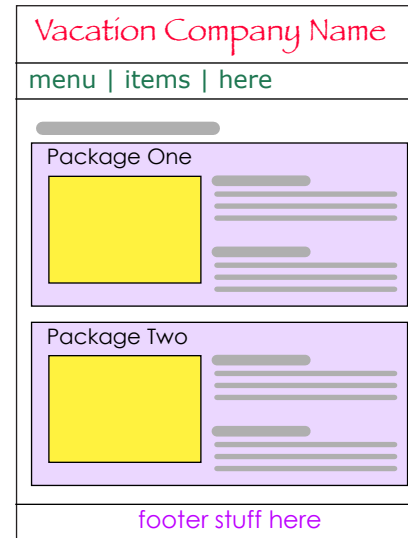 Vacation Company Name
menu | items | here
Package One
Package Two
footer stuff here